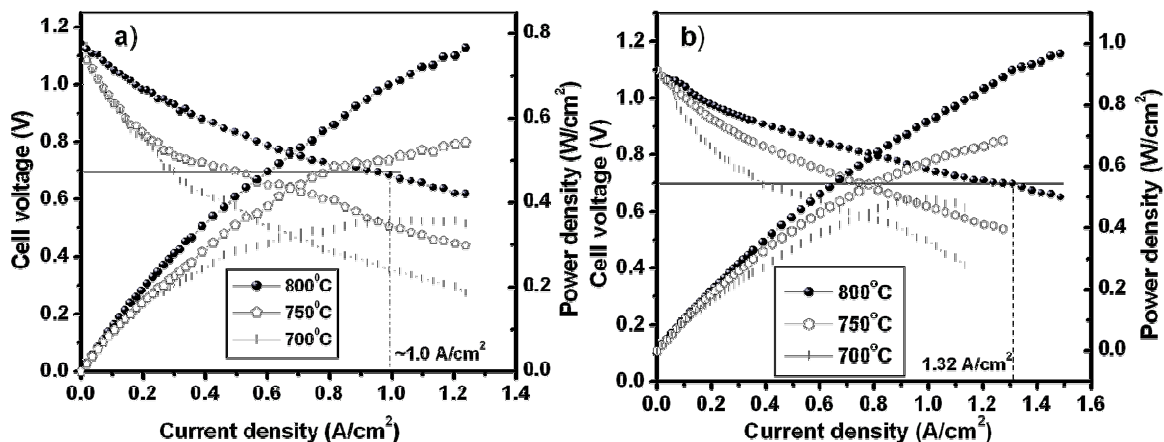 a)
1.2
1.0
0.8
0.6
0.4
0.2
0.0
Cell voltage (V)
0.8
0.6
0.4
0.2
0.0
Power density (W/cm²)
800⁰C
750⁰C
700⁰C
~1.0 A/cm²
0.0 0.2 0.4 0.6 0.8 1.0 1.2 1.4
Current density (A/cm²)
b)
1.2
1.0
0.8
0.6
0.4
0.2
0.0
Cell voltage (V)
1.0
0.8
0.6
0.4
0.2
0.0
Power density (W/cm²)
800°C
750°C
700°C
1.32 A/cm²
0.0 0.2 0.4 0.6 0.8 1.0 1.2 1.4 1.6
Current density (A/cm²)